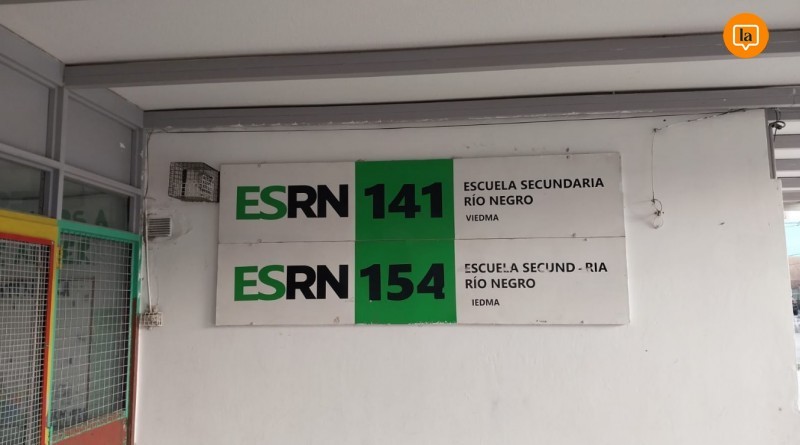 la
ESRN 141 ESCUELA SECUNDARIA
RÍO NEGRO
VIEDMA
ESRN 154 ESCUELA SECUND - RIA
RÍO NEGRO
IEDMA